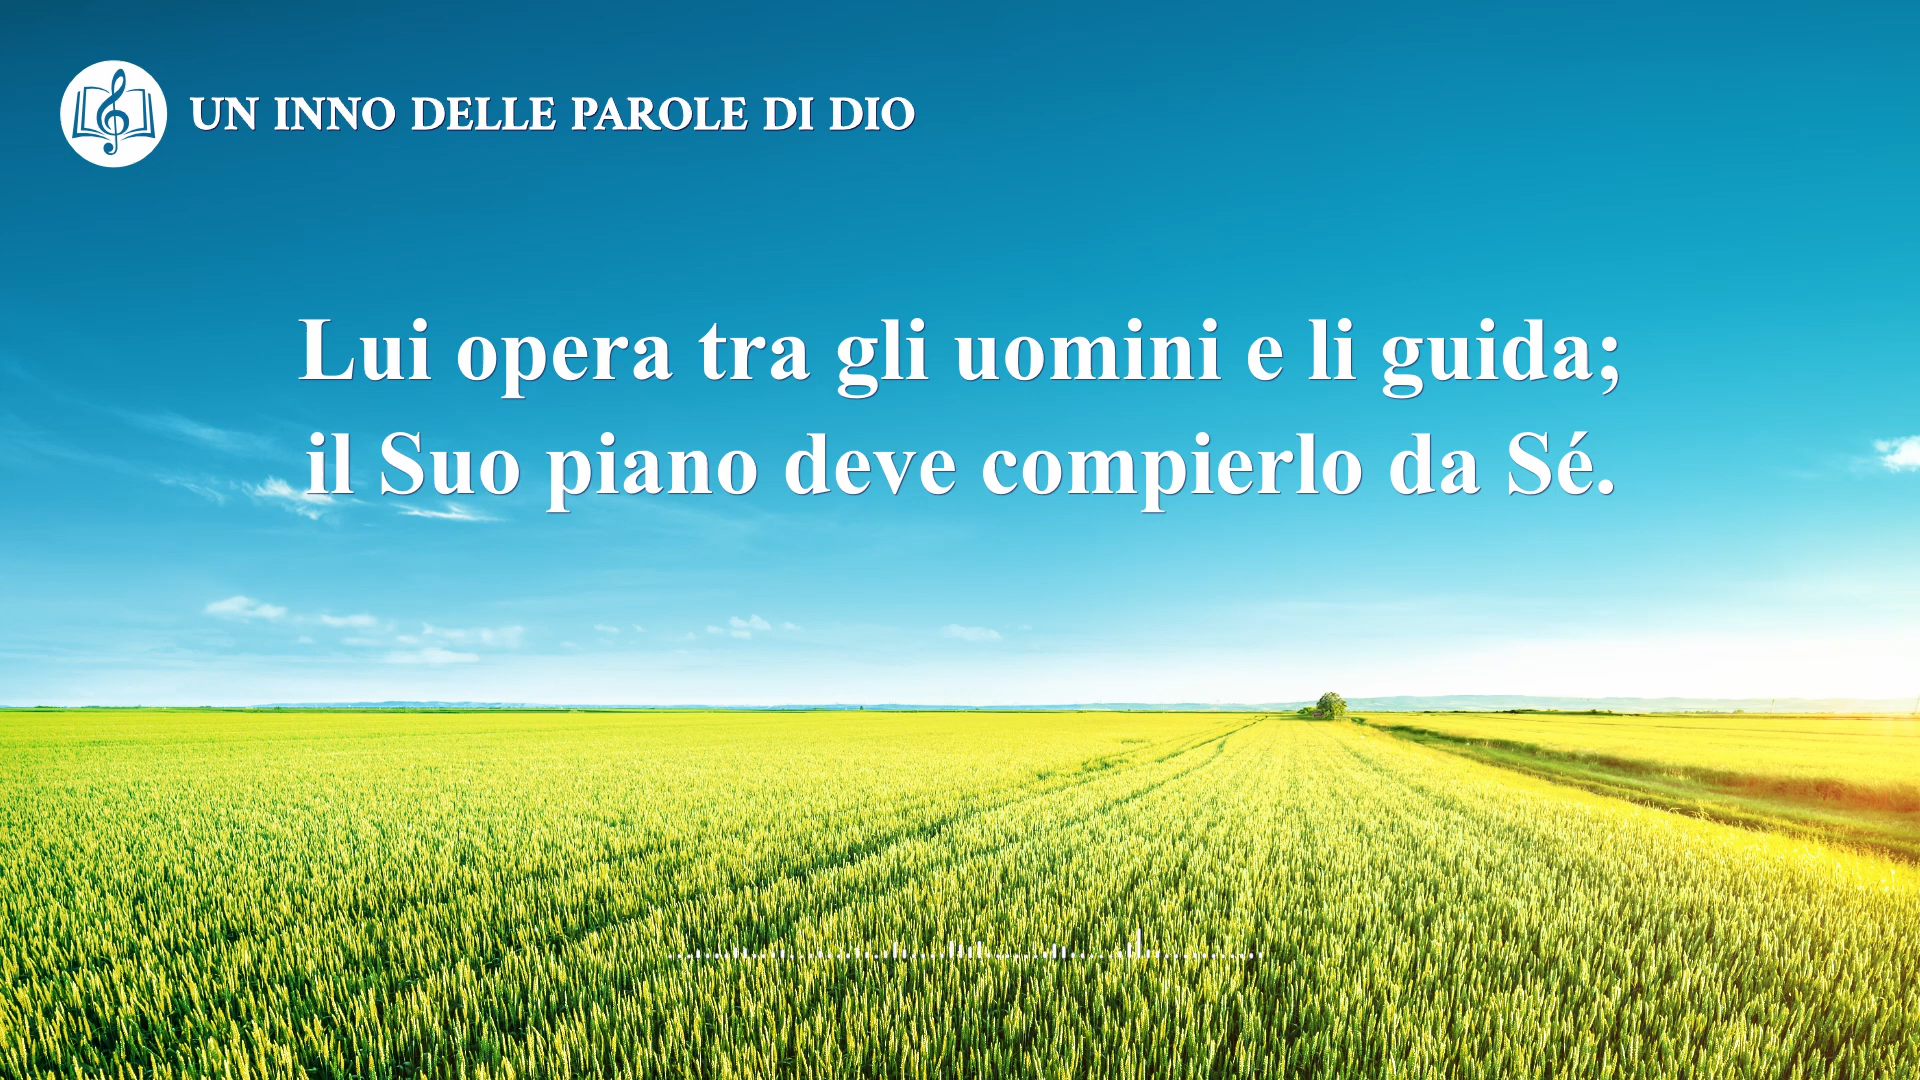 UN INNO DELLE PAROLE DI DIO
Lui opera tra gli uomini e li guida;
il Suo piano deve compierlo da Sé.